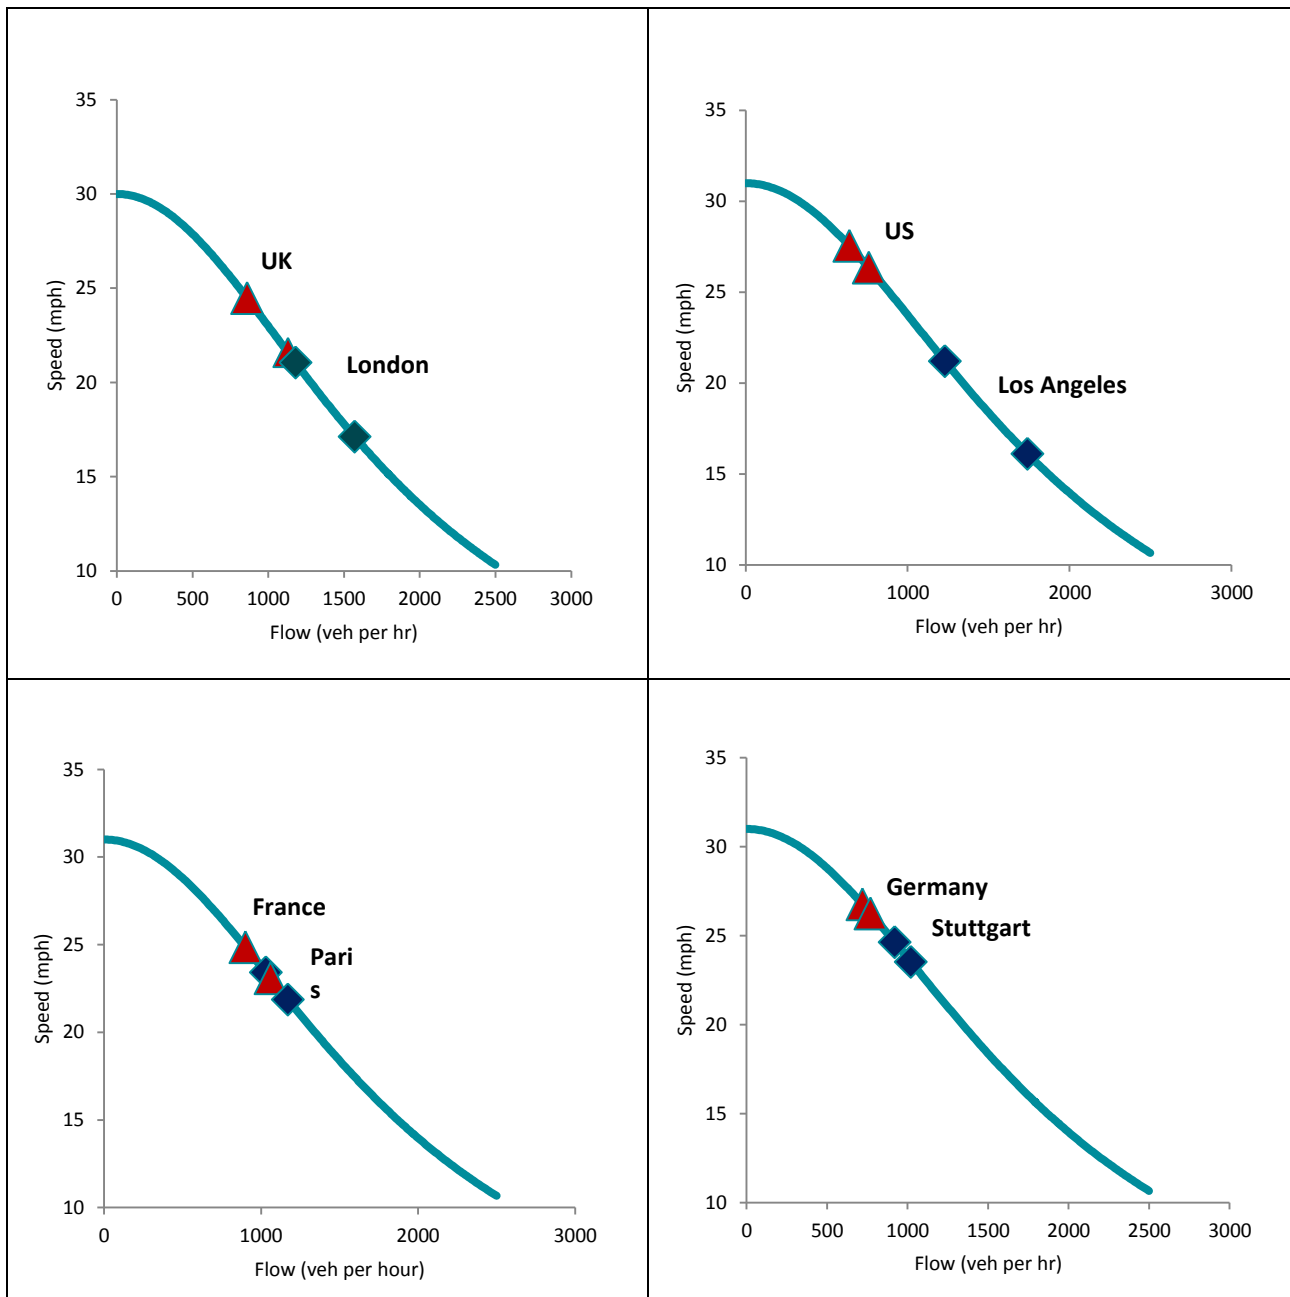 35
30
25
20
15
10
0 500 1000 1500 2000 2500 3000
Speed (mph)
Flow (veh per hr)
UK
London
35
30
25
20
15
10
0 1000 2000 3000
Speed (mph)
Flow (veh per hr)
US
Los Angeles
35
30
25
20
15
10
0 1000 2000 3000
Speed (mph)
Flow (veh per hour)
France
Pari
s
35
30
25
20
15
10
0 500 1000 1500 2000 2500 3000
Speed (mph)
Flow (veh per hr)
Germany
Stuttgart